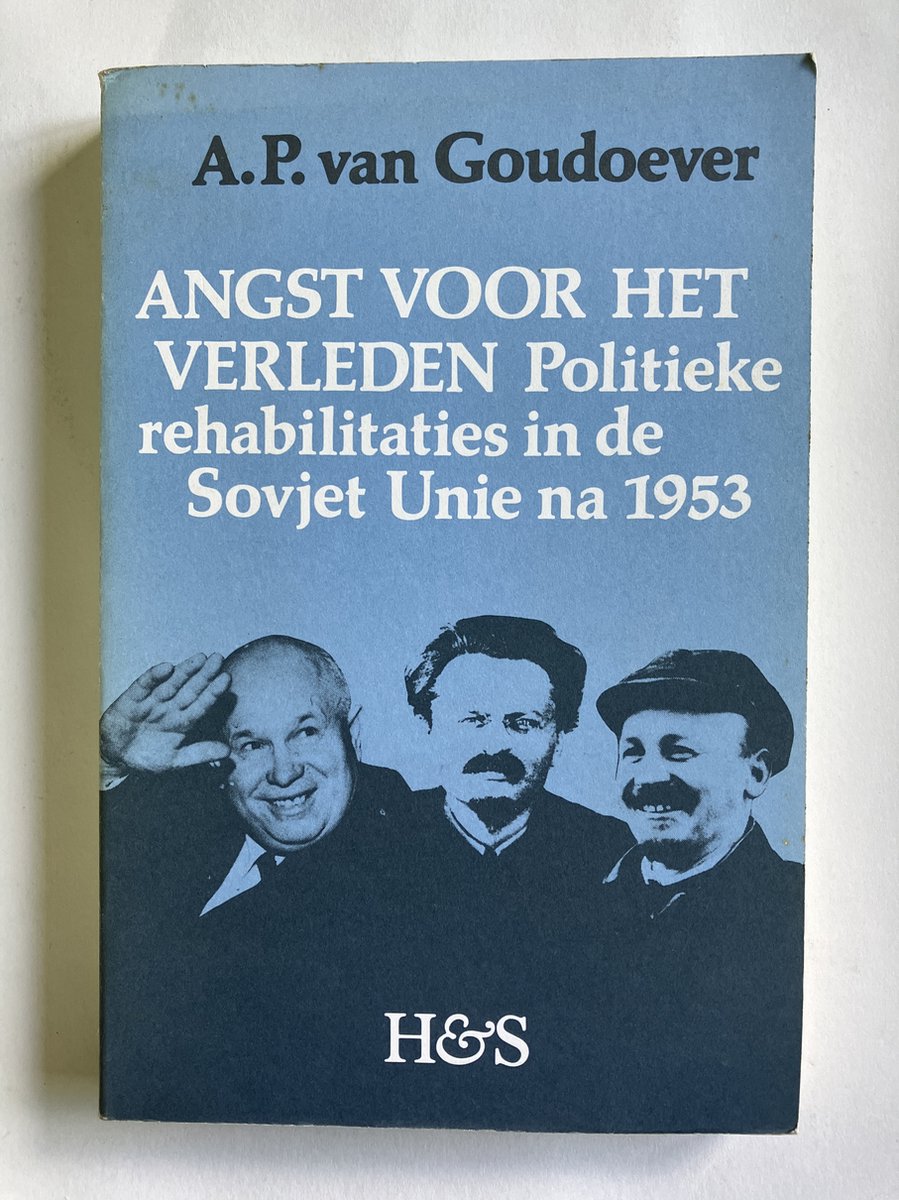 A.P. van Goudoever
ANGST VOOR HET
VERLEDEN Politieke
rehabilitaties in de
Sovjet Unie na 1953
H&S